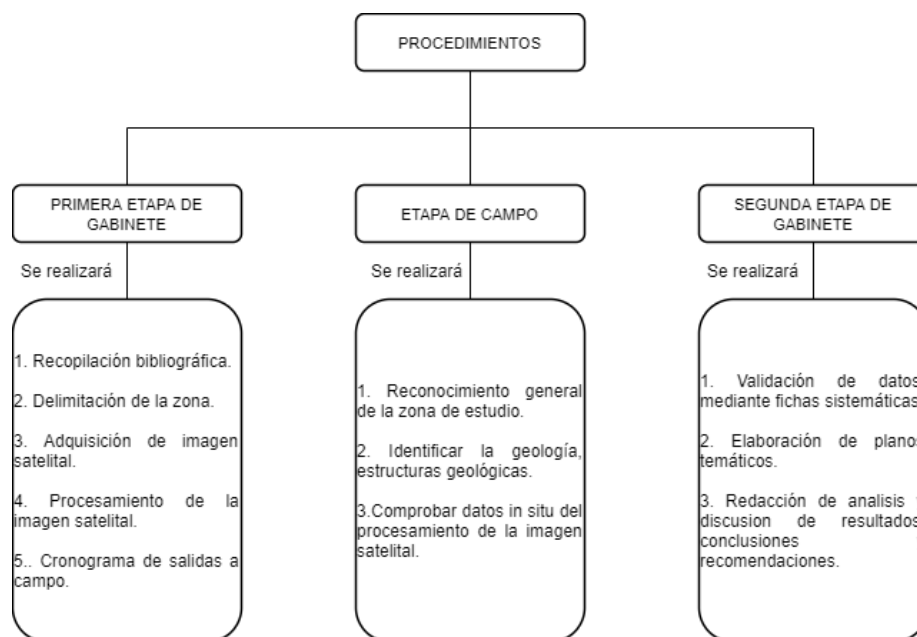 PROCEDIMIENTOS
PRIMERA ETAPA DE
GABINETE
Se realizará
1. Recopilación bibliográfica.
2. Delimitación de la zona.
3. Adquisición de imagen
satelital.
4. Procesamiento de la
imagen satelital.
5.. Cronograma de salidas a
campo.
ETAPA DE CAMPO
Se realizará
1. Reconocimiento general
de la zona de estudio.
2. Identificar la geología,
estructuras geológicas.
3.Comprobar datos in situ del
procesamiento de la imagen
satelital.
SEGUNDA ETAPA DE
GABINETE
Se realizará
1. Validación de datos
mediante fichas sistemáticas
2. Elaboración de planos
temáticos.
3. Redacción de analisis
discusion de resultados
conclusiones
recomendaciones.